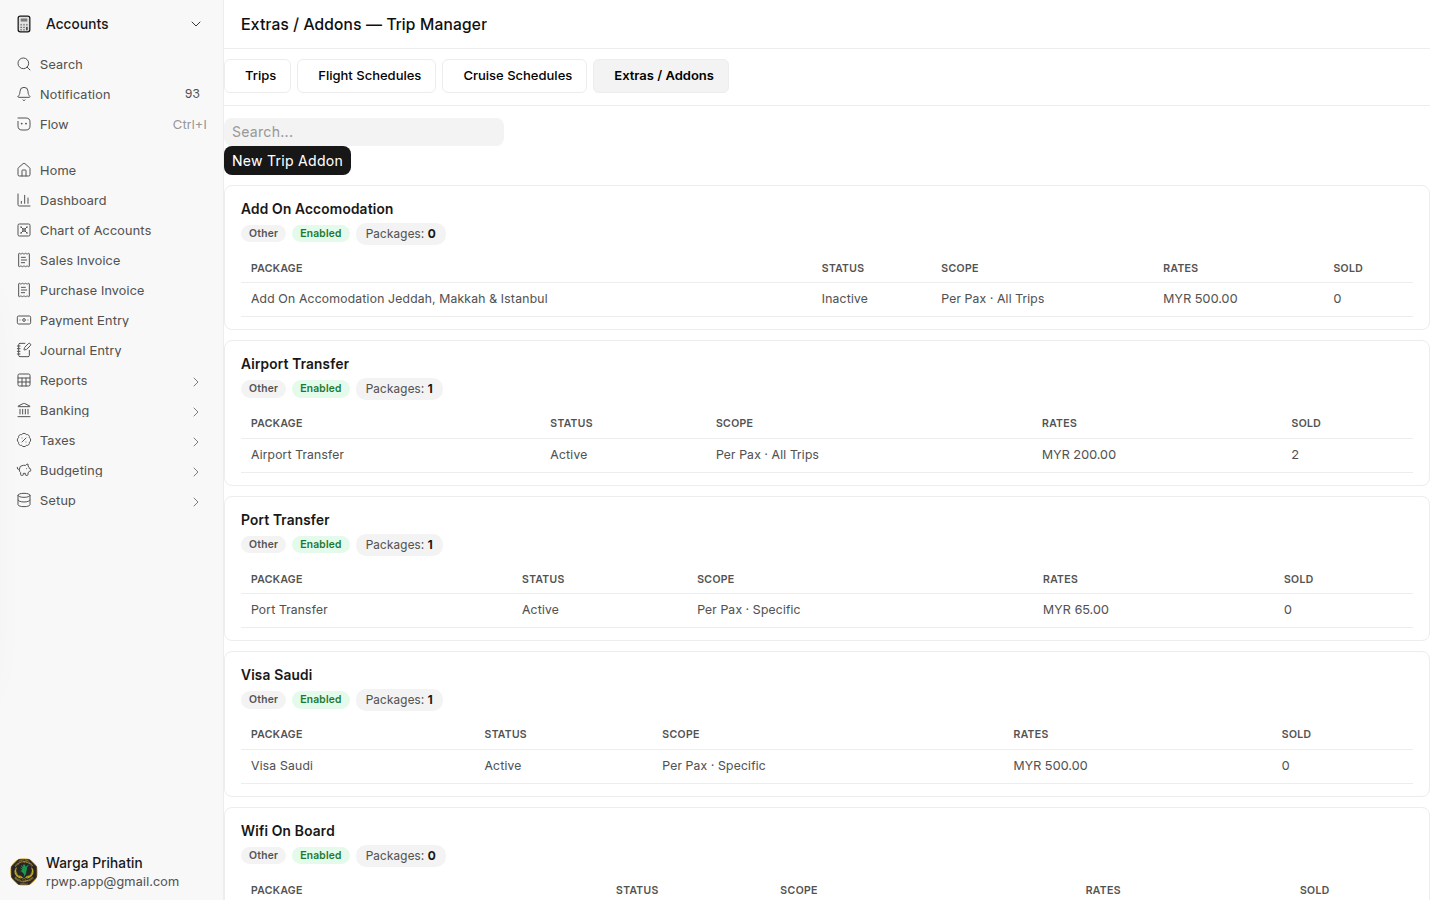 Accounts
Search
Notification 93
Flow Ctrl+I
Home
Dashboard
Chart of Accounts
Sales Invoice
Purchase Invoice
Payment Entry
Journal Entry
Reports
Banking
Taxes
Budgeting
Setup
Warga Prihatin
rpwp.app@gmail.com
Extras / Addons — Trip Manager
Trips Flight Schedules Cruise Schedules Extras / Addons
Search...
New Trip Addon
Add On Accomodation
Other Enabled Packages: 0
PACKAGE STATUS SCOPE RATES SOLD
Add On Accomodation Jeddah, Makkah & Istanbul Inactive Per Pax · All Trips MYR 500.00 0
Airport Transfer
Other Enabled Packages: 1
PACKAGE STATUS SCOPE RATES SOLD
Airport Transfer Active Per Pax · All Trips MYR 200.00 2
Port Transfer
Other Enabled Packages: 1
PACKAGE STATUS SCOPE RATES SOLD
Port Transfer Active Per Pax · Specific MYR 65.00 0
Visa Saudi
Other Enabled Packages: 1
PACKAGE STATUS SCOPE RATES SOLD
Visa Saudi Active Per Pax · Specific MYR 500.00 0
Wifi On Board
Other Enabled Packages: 0
PACKAGE STATUS SCOPE RATES SOLD